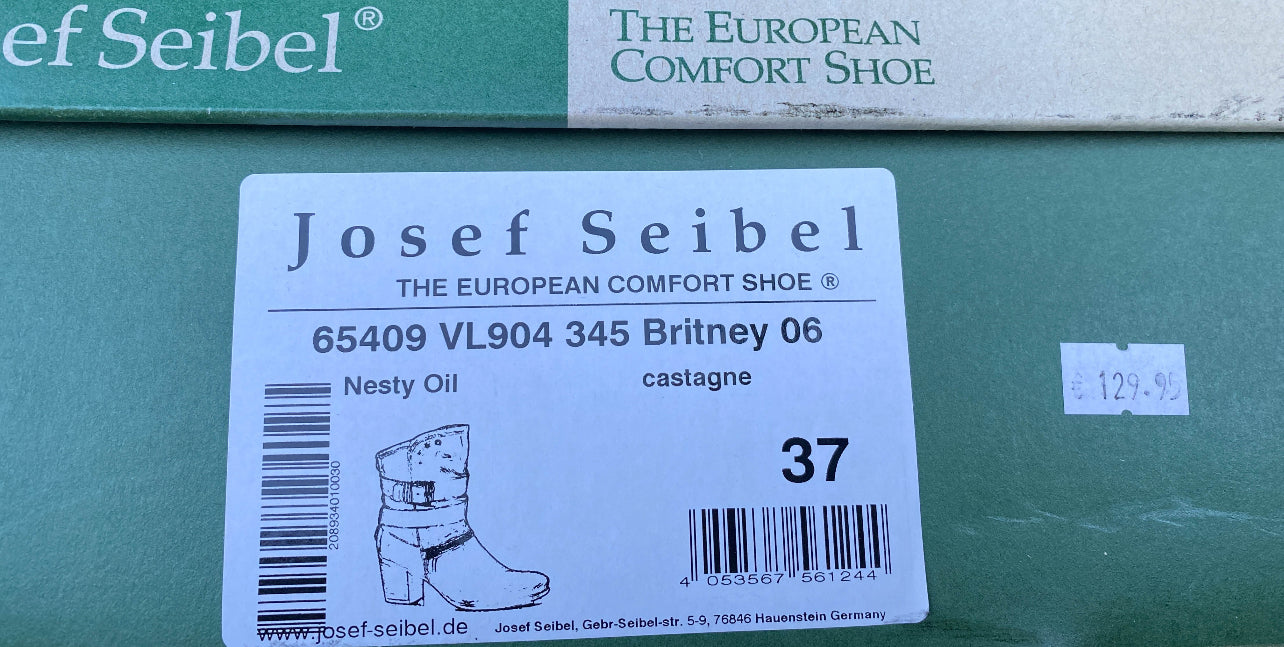 ef Seibel®
THE EUROPEAN
COMFORT SHOE
Josef Seibel
THE EUROPEAN COMFORT SHOE ®
65409 VL904 345 Britney 06
Nesty Oil castagne
€ 129.95
37
208934010030
4 053567 561244
www.josef-seibel.de
Josef Seibel, Gebr-Seibel-str. 5-9, 76846 Hauenstein Germany